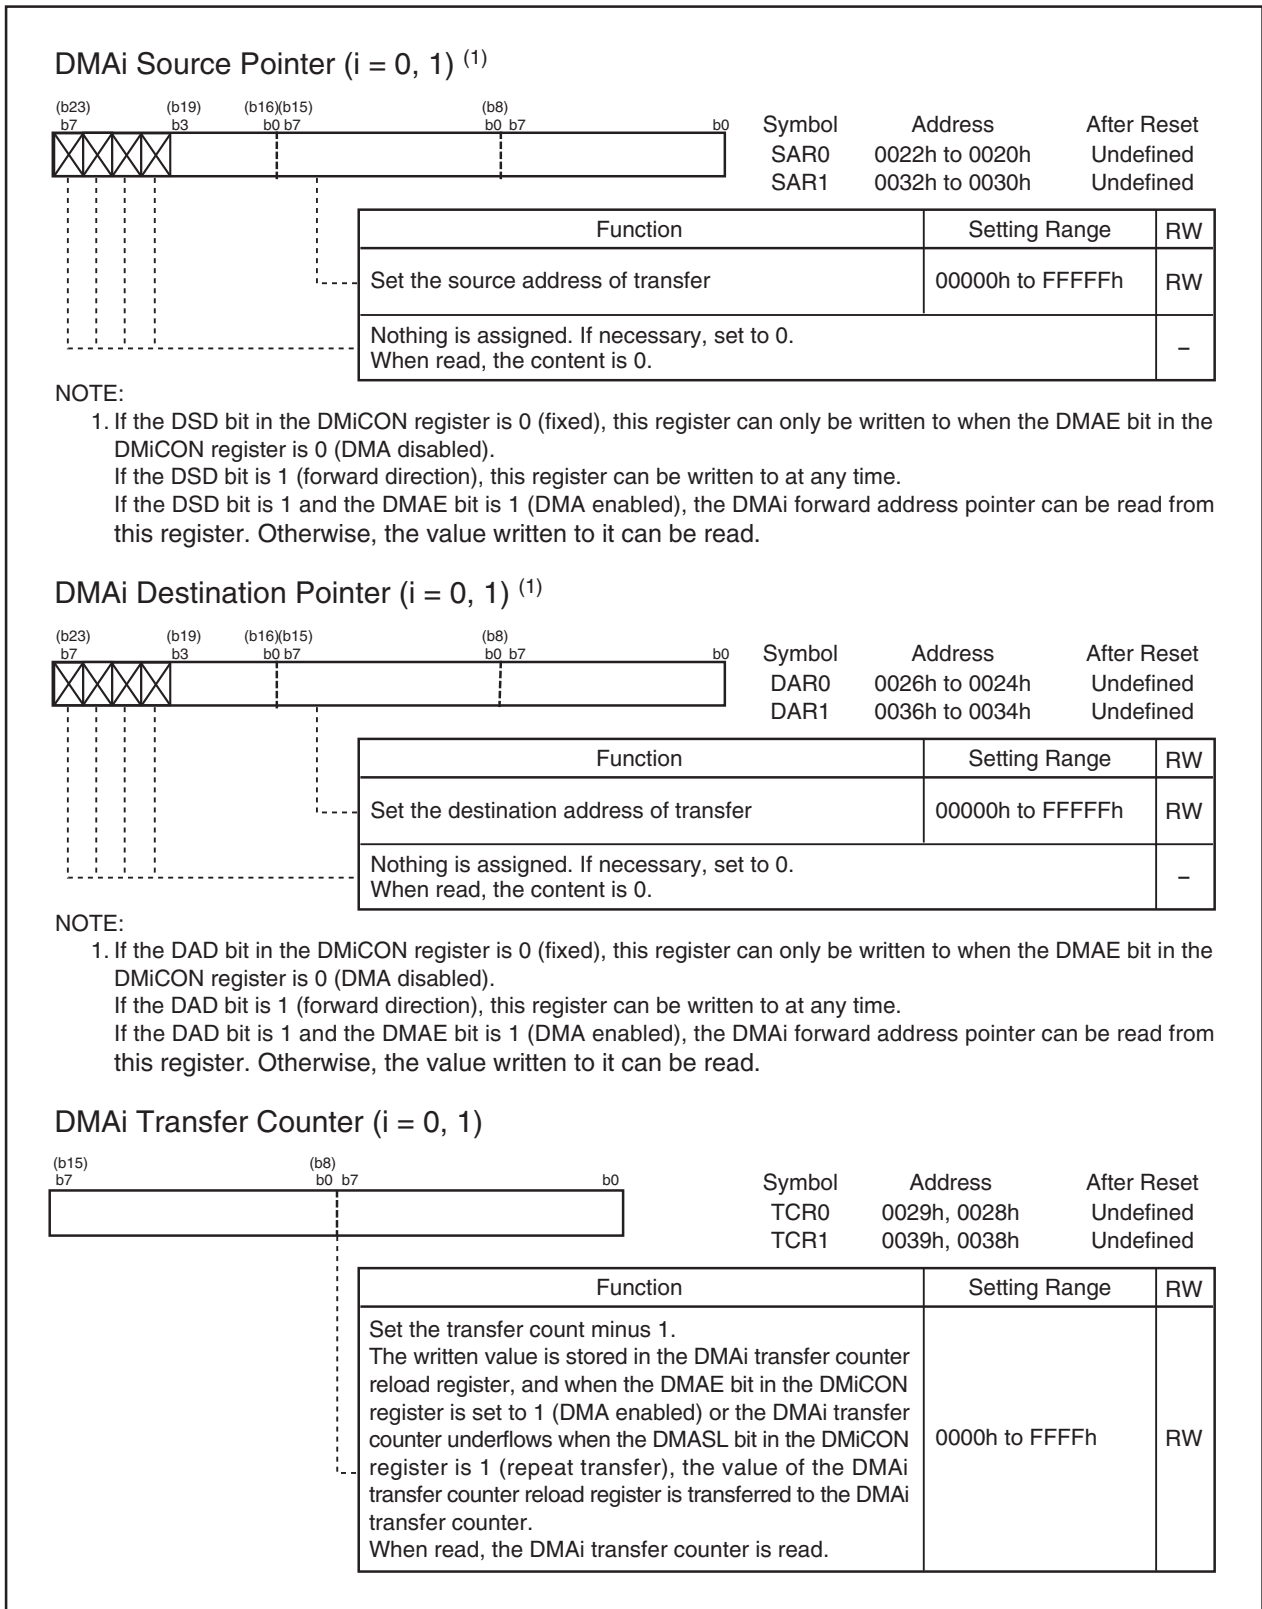 DMAi Source Pointer (i = 0, 1) (1)
(b23) (b19) (b16)(b15) (b8)
b7 b3 b0 b7 b0 b7 b0
Symbol Address After Reset
SAR0 0022h to 0020h Undefined
SAR1 0032h to 0030h Undefined
Function Setting Range RW
Set the source address of transfer 00000h to FFFFFh RW
Nothing is assigned. If necessary, set to 0.
When read, the content is 0.
–
NOTE:
1. If the DSD bit in the DMiCON register is 0 (fixed), this register can only be written to when the DMAE bit in the
DMiCON register is 0 (DMA disabled).
If the DSD bit is 1 (forward direction), this register can be written to at any time.
If the DSD bit is 1 and the DMAE bit is 1 (DMA enabled), the DMAi forward address pointer can be read from
this register. Otherwise, the value written to it can be read.
DMAi Destination Pointer (i = 0, 1) (1)
(b23) (b19) (b16)(b15) (b8)
b7 b3 b0 b7 b0 b7 b0
Symbol Address After Reset
DAR0 0026h to 0024h Undefined
DAR1 0036h to 0034h Undefined
Function Setting Range RW
Set the destination address of transfer 00000h to FFFFFh RW
Nothing is assigned. If necessary, set to 0.
When read, the content is 0.
–
NOTE:
1. If the DAD bit in the DMiCON register is 0 (fixed), this register can only be written to when the DMAE bit in the
DMiCON register is 0 (DMA disabled).
If the DAD bit is 1 (forward direction), this register can be written to at any time.
If the DAD bit is 1 and the DMAE bit is 1 (DMA enabled), the DMAi forward address pointer can be read from
this register. Otherwise, the value written to it can be read.
DMAi Transfer Counter (i = 0, 1)
(b15) (b8)
b7 b0 b7 b0
Symbol Address After Reset
TCR0 0029h, 0028h Undefined
TCR1 0039h, 0038h Undefined
Function Setting Range RW
Set the transfer count minus 1.
The written value is stored in the DMAi transfer counter
reload register, and when the DMAE bit in the DMiCON
register is set to 1 (DMA enabled) or the DMAi transfer
counter underflows when the DMASL bit in the DMiCON
register is 1 (repeat transfer), the value of the DMAi
transfer counter reload register is transferred to the DMAi
transfer counter.
When read, the DMAi transfer counter is read.
0000h to FFFFh RW